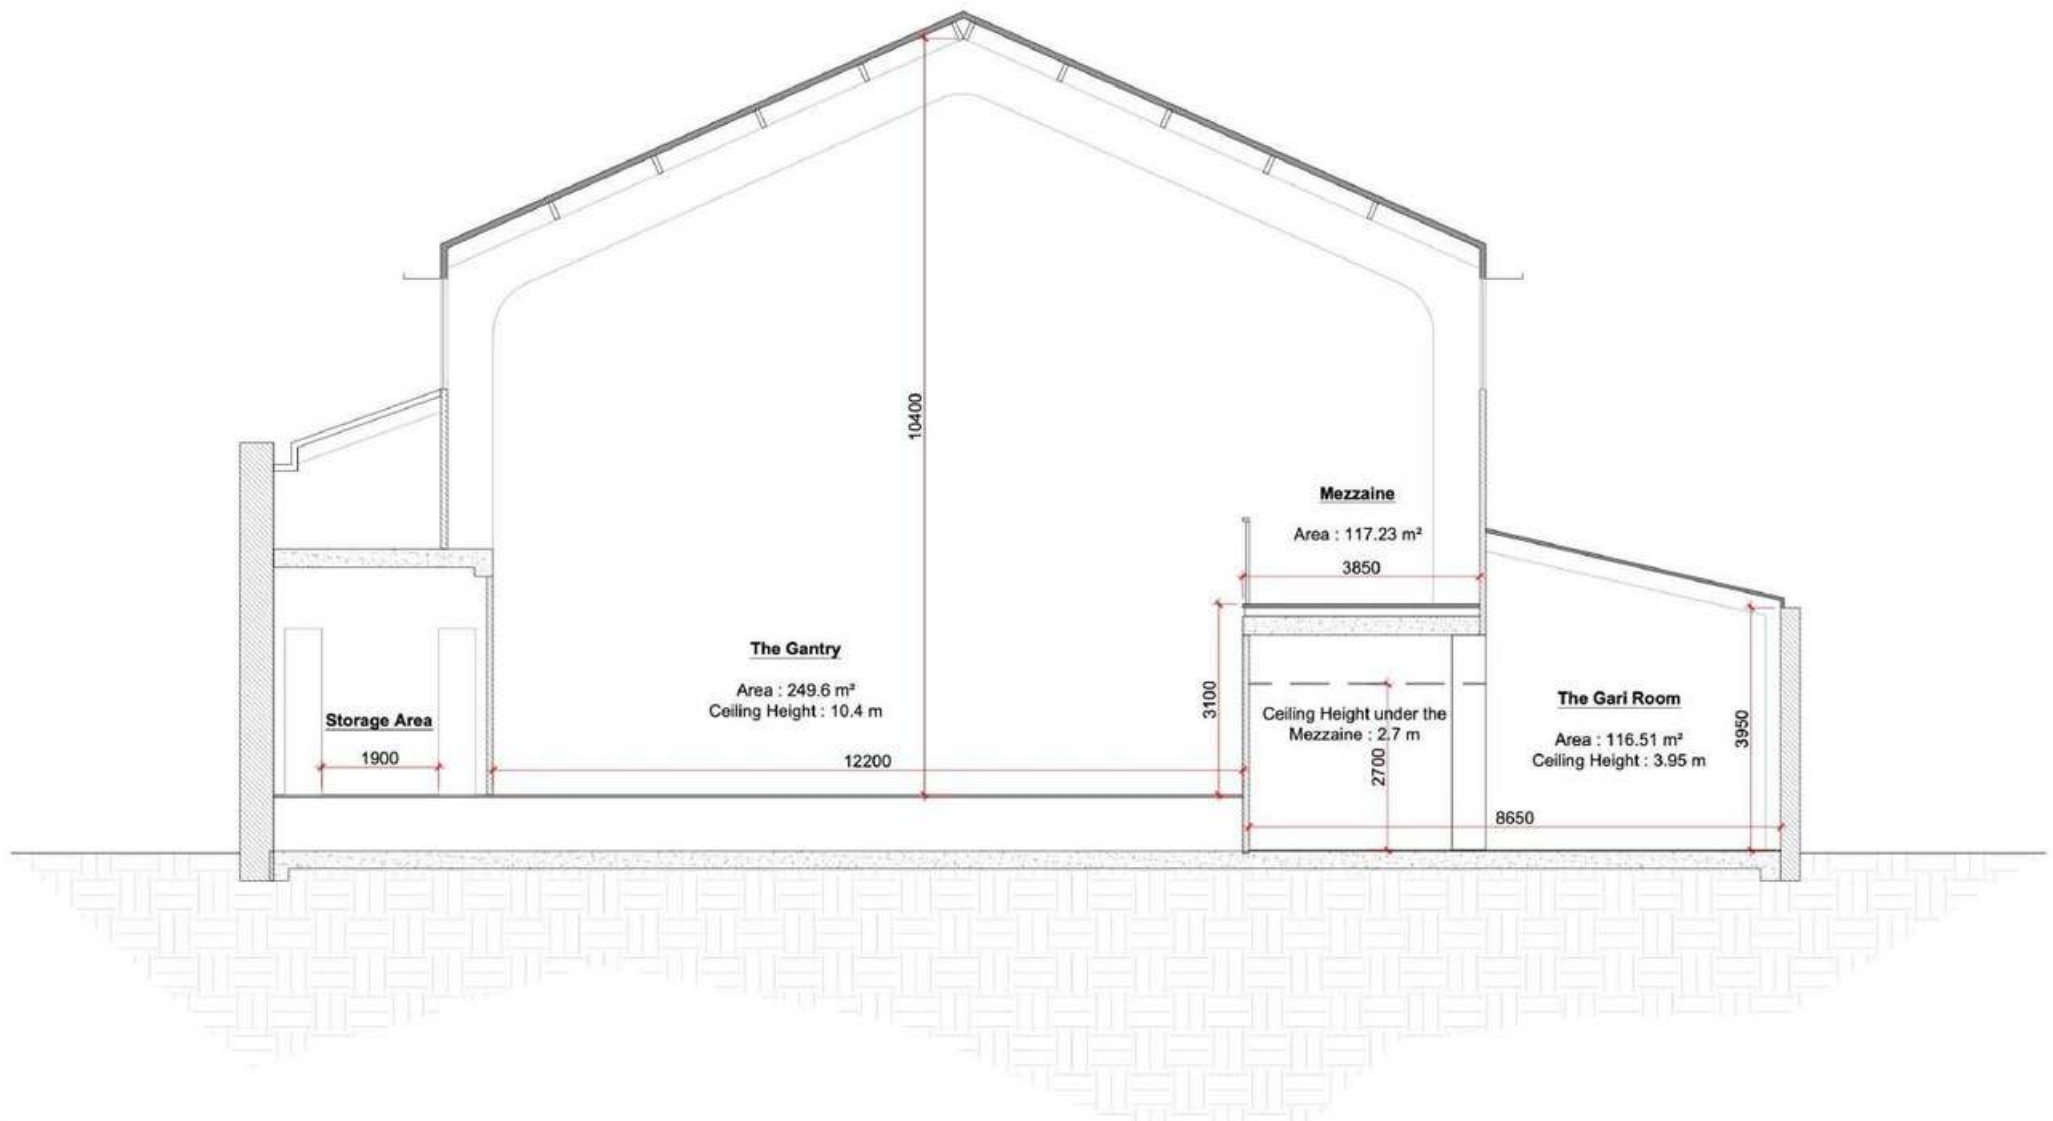 10400
Mezzaine
Area : 117.23 m²
3850
The Gantry
Area : 249.6 m²
Ceiling Height : 10.4 m
3100
Storage Area
1900
12200
Ceiling Height under the
Mezzaine : 2.7 m
2700
The Gari Room
Area : 116.51 m²
Ceiling Height : 3.95 m
3950
8650